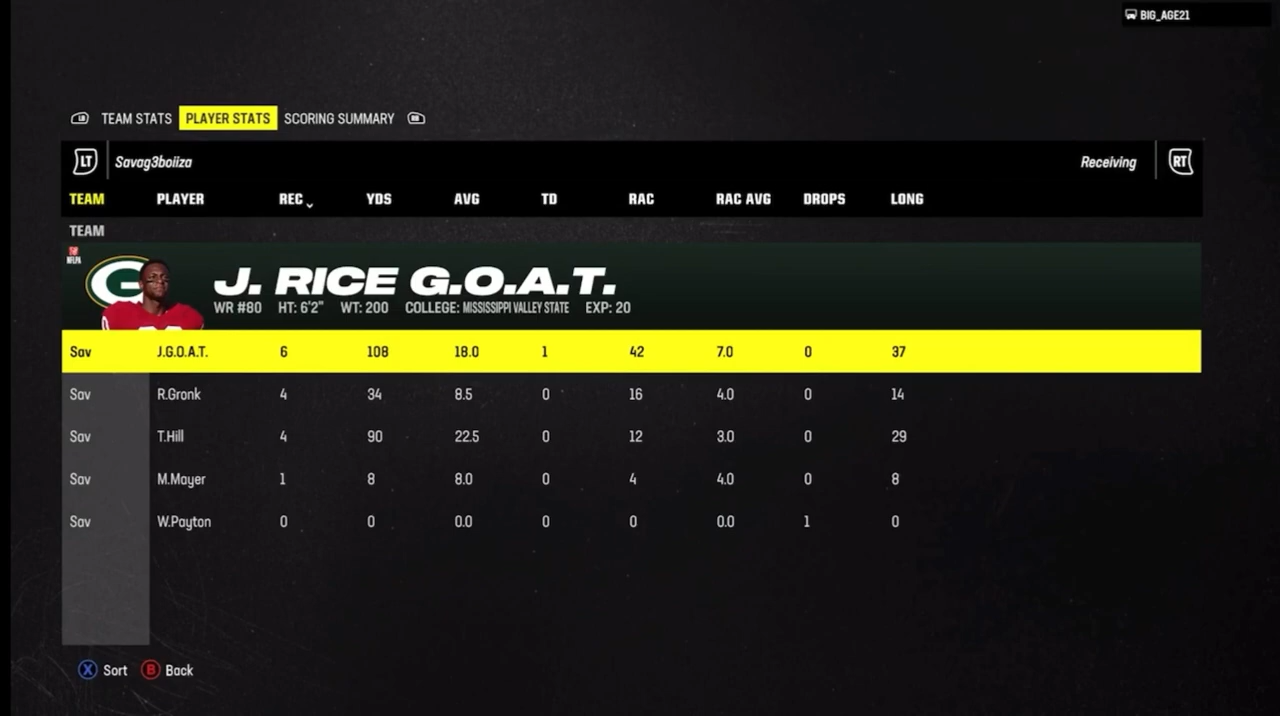 BIG_AGE21
LB TEAM STATS PLAYER STATS SCORING SUMMARY RB
LT Savag3boiiza Receiving RT
TEAM PLAYER REC YDS AVG TD RAC RAC AVG DROPS LONG
TEAM
NFLPA
G
J. RICE G.O.A.T.
WR #80 HT: 6'2" WT: 200 COLLEGE: MISSISSIPPI VALLEY STATE EXP: 20
Sav J.G.O.A.T. 6 108 18.0 1 42 7.0 0 37
Sav R.Gronk 4 34 8.5 0 16 4.0 0 14
Sav T.Hill 4 90 22.5 0 12 3.0 0 29
Sav M.Mayer 1 8 8.0 0 4 4.0 0 8
Sav W.Payton 0 0 0.0 0 0 0.0 1 0
X Sort B Back